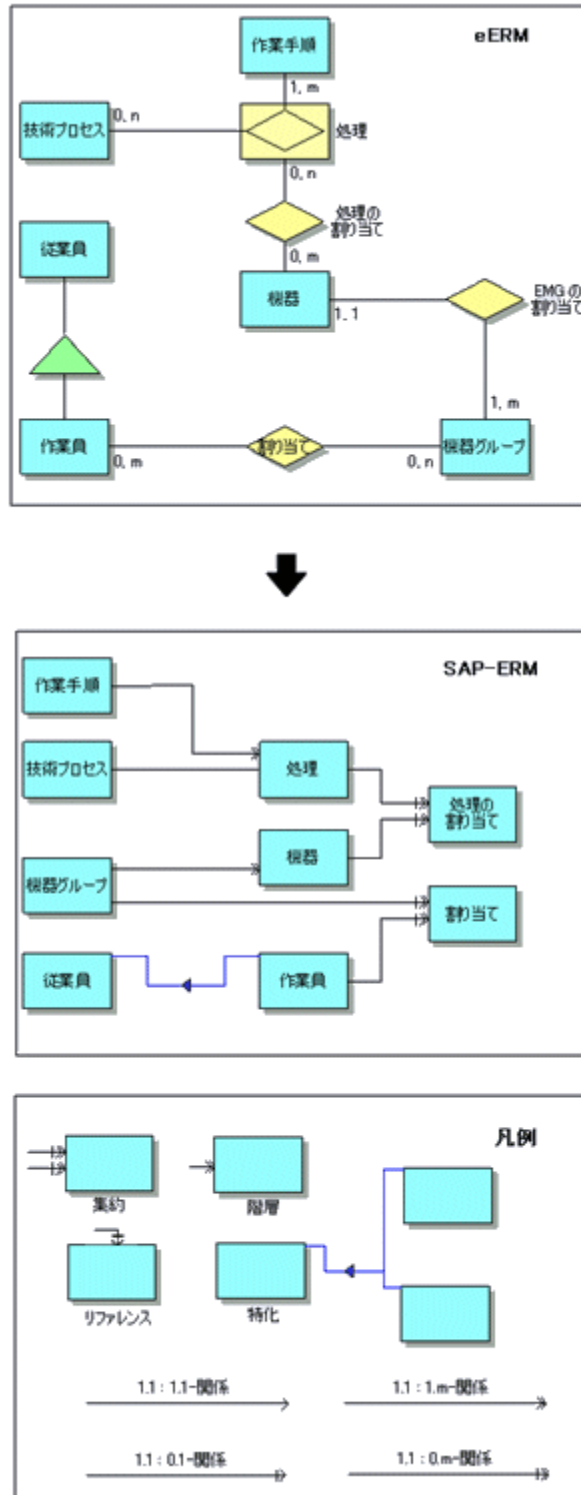 eERM
作業手順
1, m
技術プロセス
0, n
処理
0, n
処理の
割り当て
従業員
0, m
機器
1, 1
EMGの
割り当て
1, m
作業員
0, m
割り当て
0, n
機器グループ
SAP-ERM
作業手順
技術プロセス
処理
処理の
割り当て
機器
機器グループ
割り当て
従業員
作業員
凡例
集約
階層
リファレンス
特化
1.1 : 1.1-関係
1.1 : 1.m-関係
1.1 : 0.1-関係
1.1 : 0.m-関係